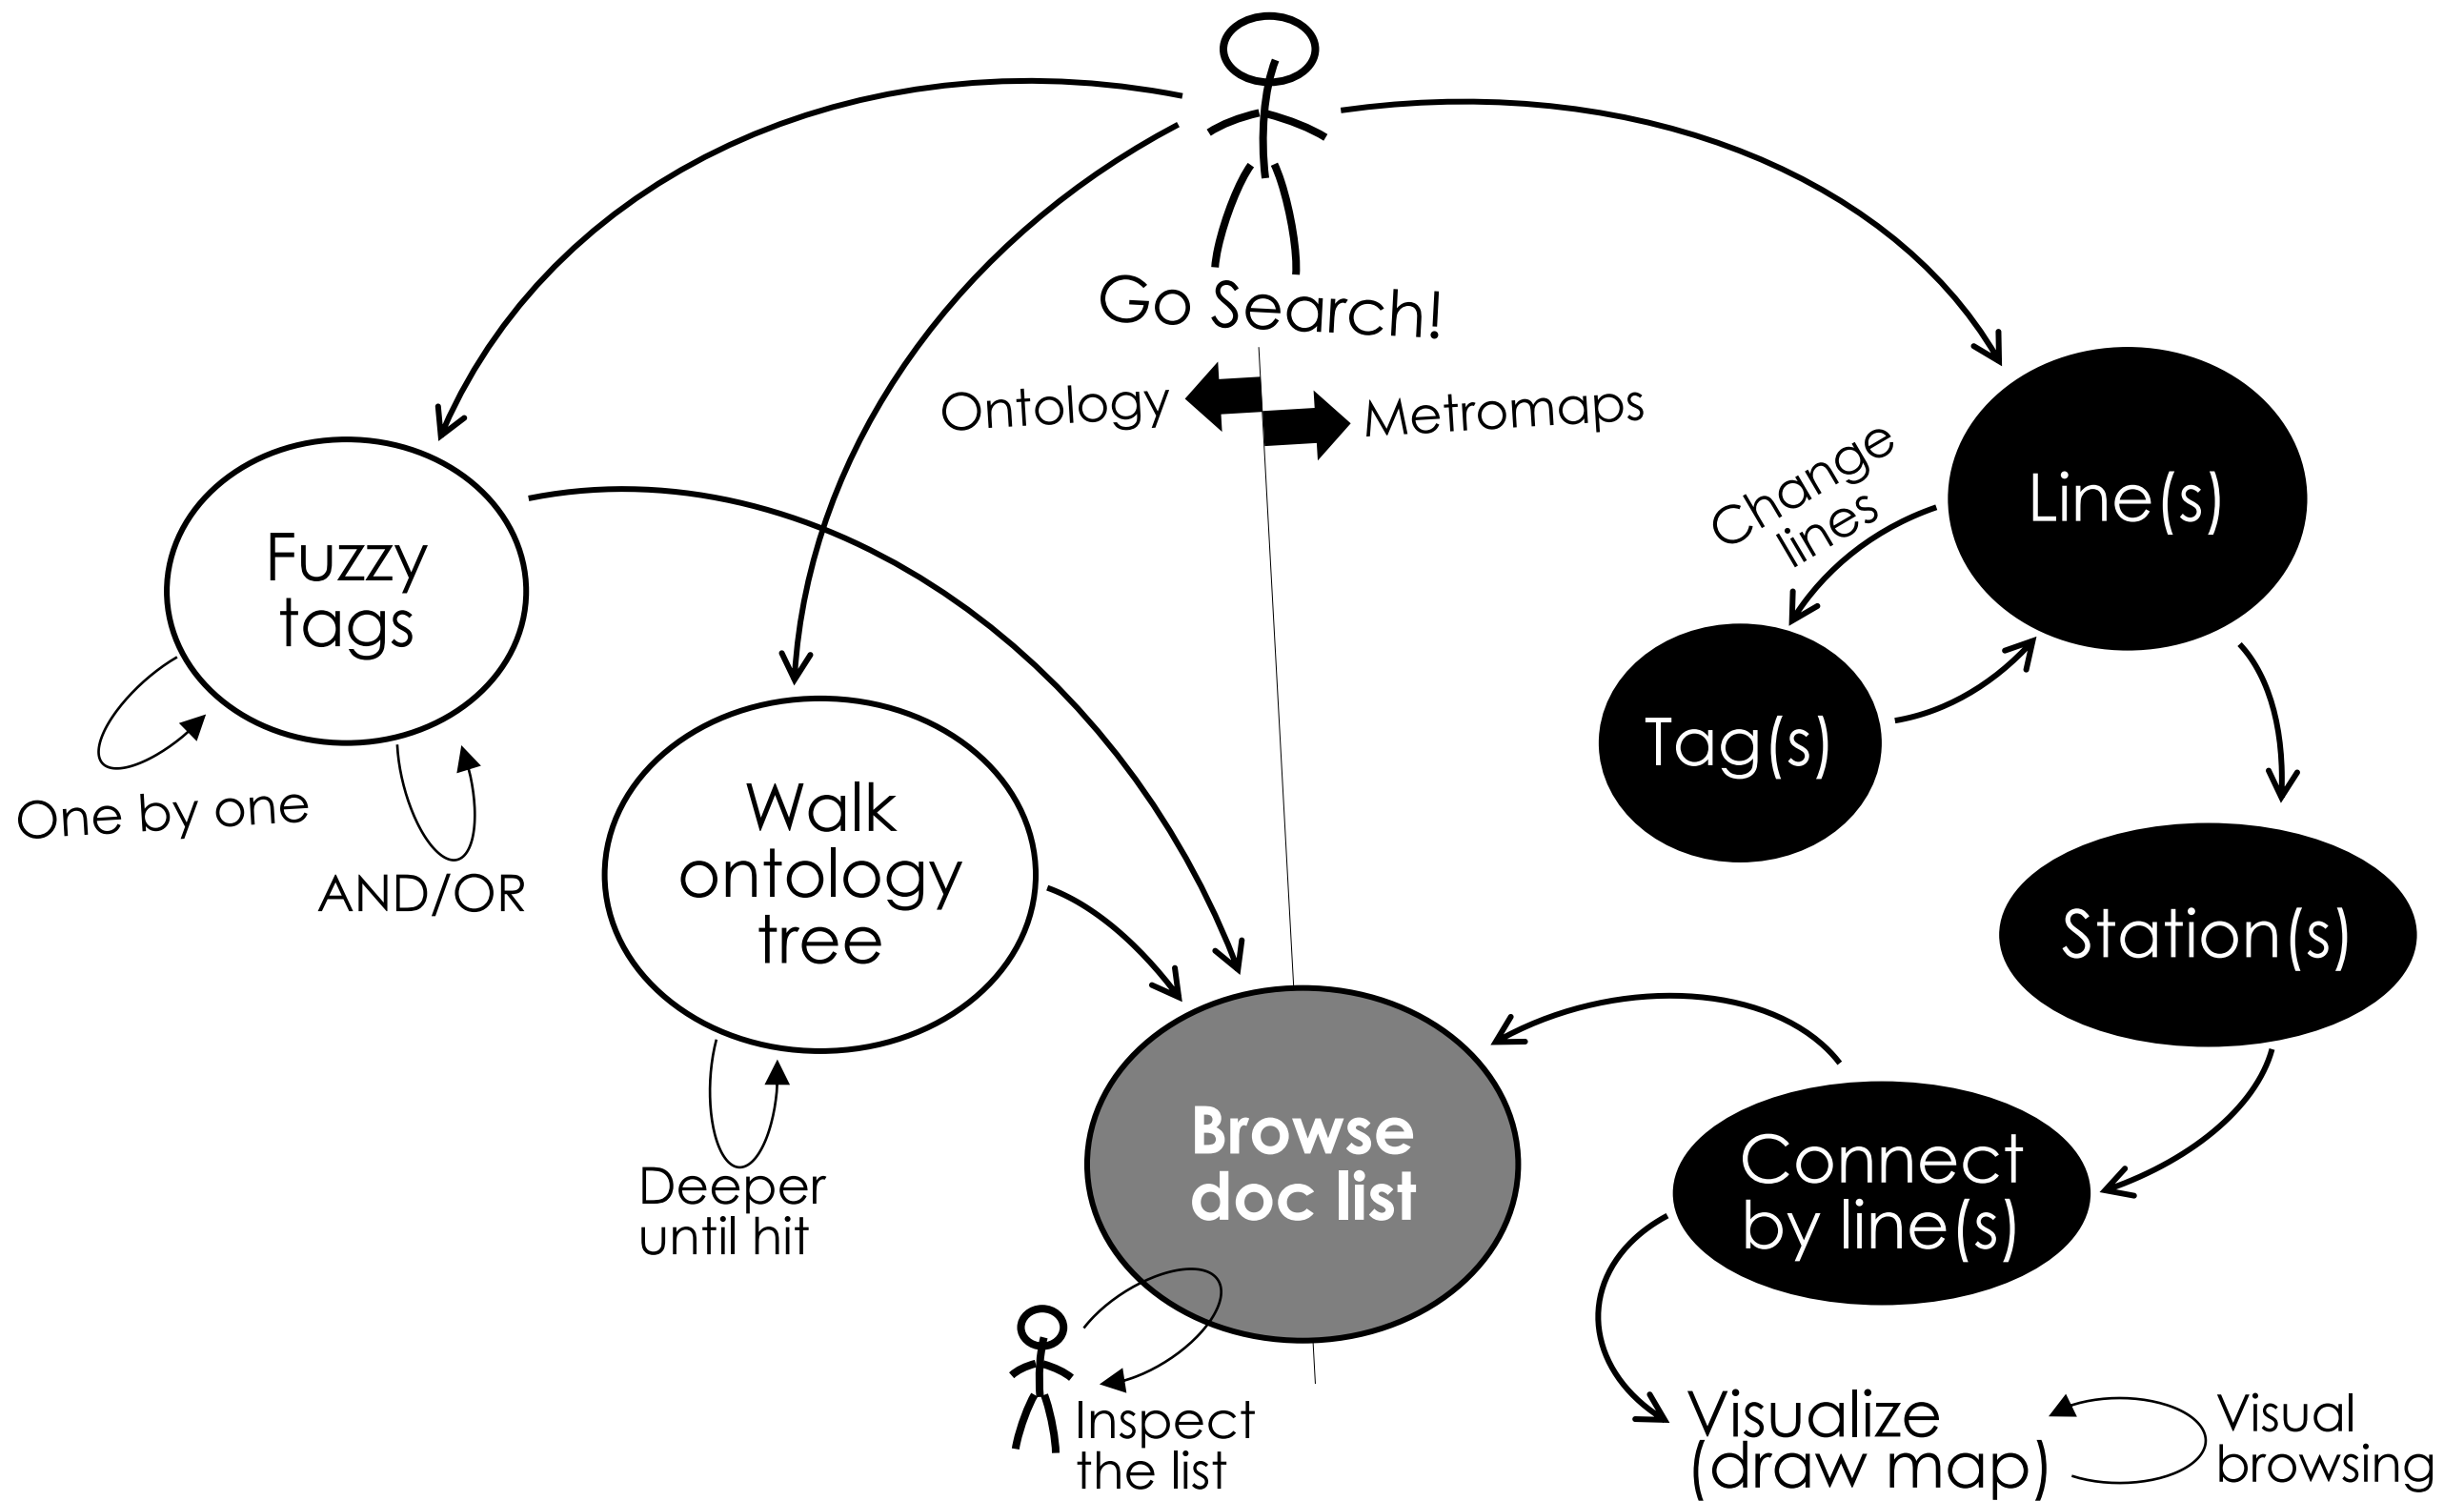 Go Search!
Ontology
Metromaps
Change
lines
Line(s)
Fuzzy
tags
Tag(s)
One by one
AND/OR
Walk
ontology
tree
Station(s)
Browse
doc list
Connect
by line(s)
Deeper
until hit
Inspect
the list
Visualize
(draw map)
Visual
browsing